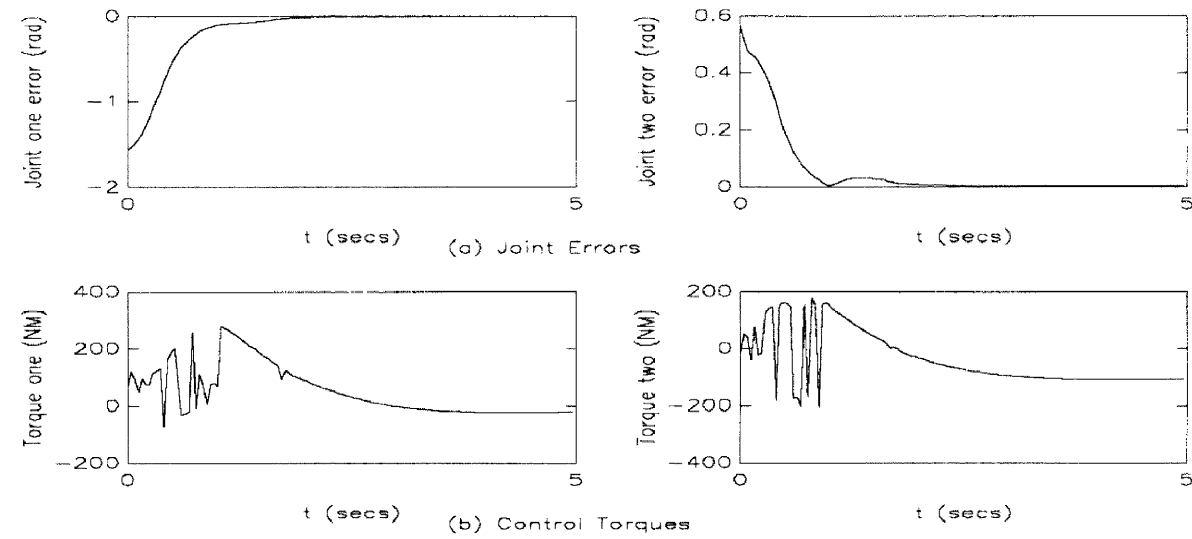 Joint one error (rad)
0
-1
-2
0
5
t (secs)
Joint two error (rad)
0.6
0.4
0.2
0
0
5
t (secs)
(a) Joint Errors
Torque one (NM)
400
200
0
-200
0
5
t (secs)
Torque two (NM)
200
0
-200
-400
0
5
t (secs)
(b) Control Torques